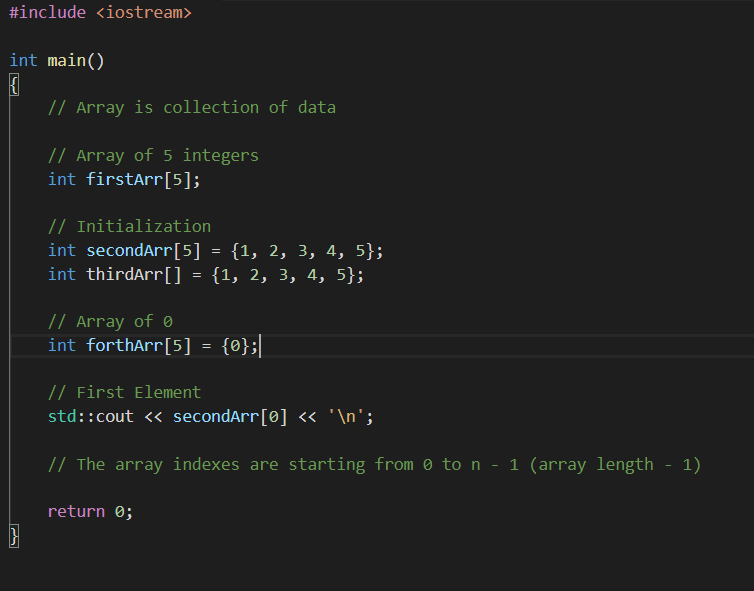 #include <iostream>
int main()
{
// Array is collection of data
// Array of 5 integers
int firstArr[5];
// Initialization
int secondArr[5] = {1, 2, 3, 4, 5};
int thirdArr[] = {1, 2, 3, 4, 5};
// Array of 0
int forthArr[5] = {0};
// First Element
std::cout << secondArr[0] << '\n';
// The array indexes are starting from 0 to n - 1 (array length - 1)
return 0;
}